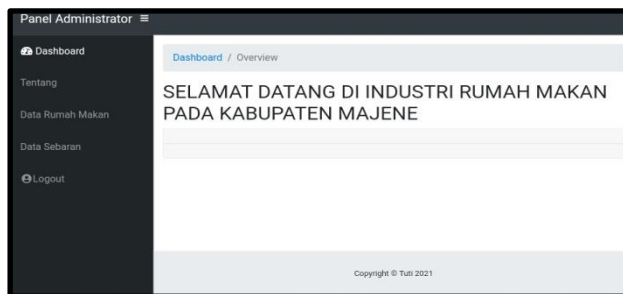 Panel Administrator
Dashboard
Tentang
Data Rumah Makan
Data Sebaran
Logout
Dashboard / Overview
SELAMAT DATANG DI INDUSTRI RUMAH MAKAN
PADA KABUPATEN MAJENE
Copyright © Tuti 2021